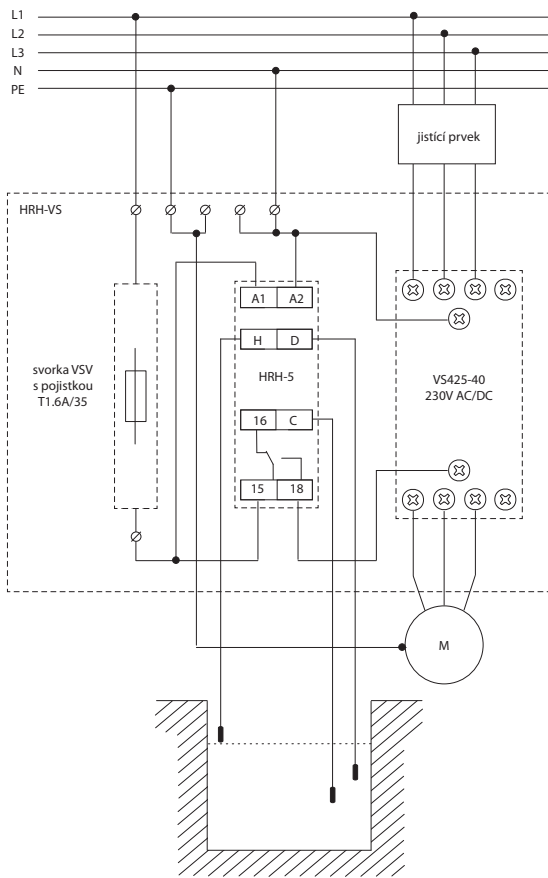 L1
L2
L3
N
PE
jistící prvek
HRH-VS
A1 A2
H D
HRH-5
svorka VSV
s pojistkou
T1.6A/35
VS425-40
230V AC/DC
16 C
15 18
M